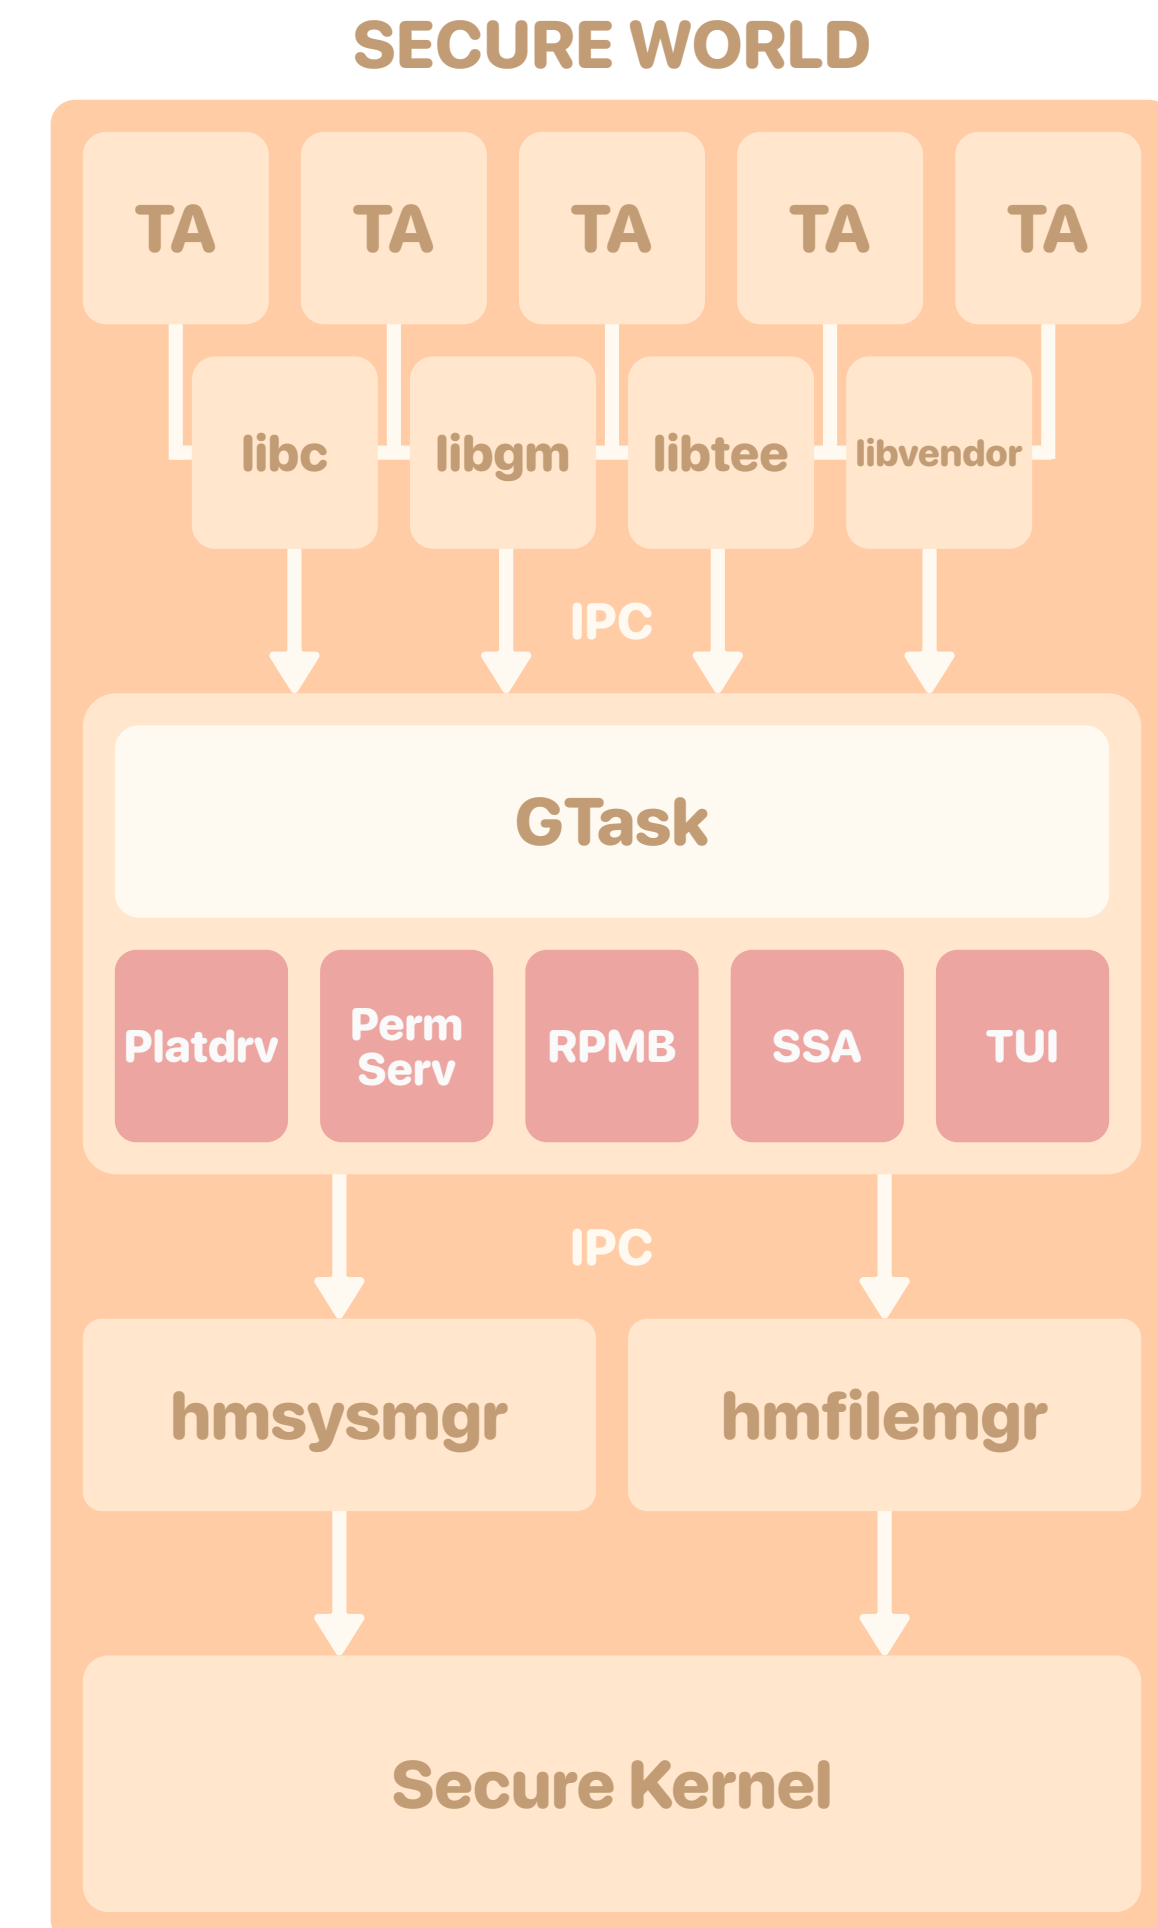 SECURE WORLD
TA TA TA TA TA
libc libgm libtee libvendor
IPC
GTask
Platdrv Perm Serv RPMB SSA TUI
IPC
hmsysmgr hmfilemgr
Secure Kernel